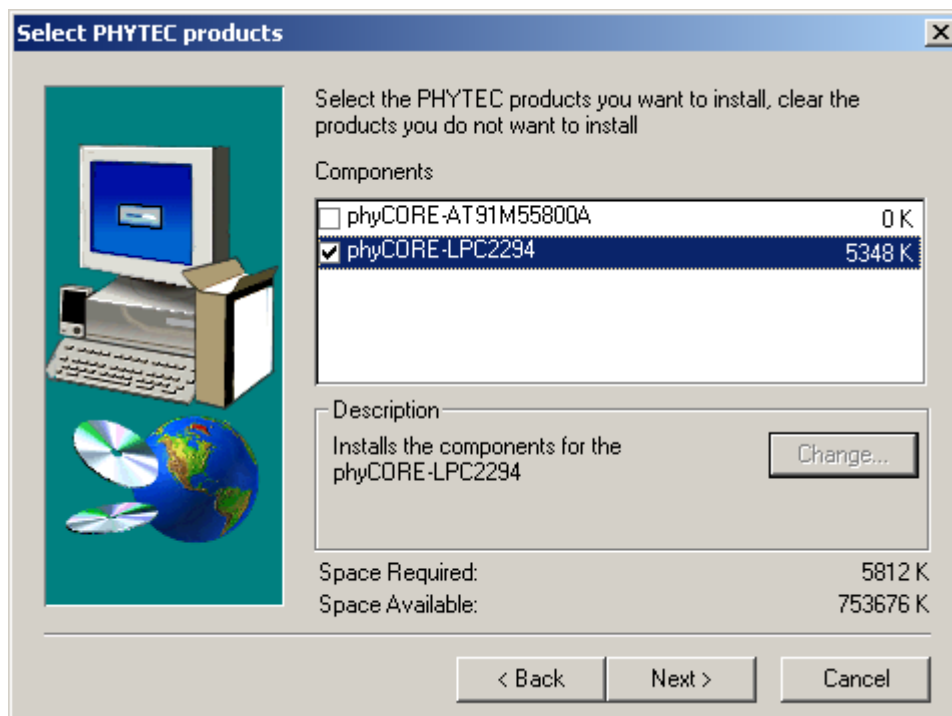 Select PHYTEC products
Select the PHYTEC products you want to install, clear the
products you do not want to install
Components
phyCORE-AT91M55800A 0 K
phyCORE-LPC2294 5348 K
Description
Installs the components for the
phyCORE-LPC2294
Change...
Space Required: 5812 K
Space Available: 753676 K
< Back Next > Cancel